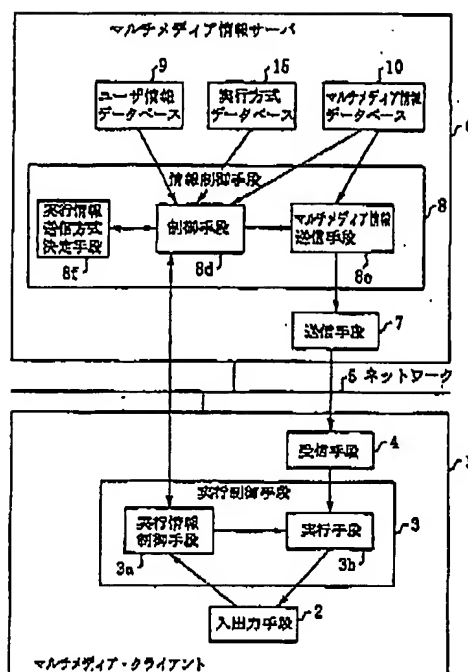 マルチメディア情報サーバ
9
15
10
ユーザ情報
データベース
実行方式
データベース
マルチメディア情報
データベース
6
情報制御手段
8
実行情報
送信方式
決定手段
制御手段
マルチメディア情報
送信手段
8f
8d
送信手段
7
5 ネットワーク
受信手段
4
実行制御手段
3
実行情報
制御手段
実行手段
3a
3b
入出力手段
2
マルチメディア・クライアント